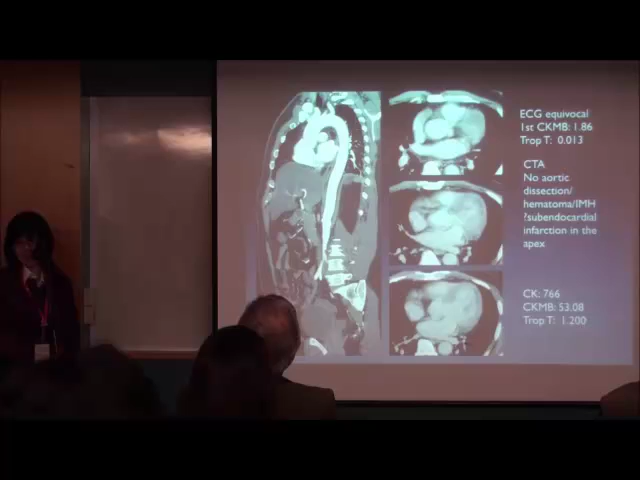 ECG equivocal
1st CKMB: 1.86
Trop T: 0.013
CTA
No aortic
dissection/
hematoma/IMH
?subendocardial
infarction in the
apex
CK: 766
CKMB: 53.08
Trop T: 1.200